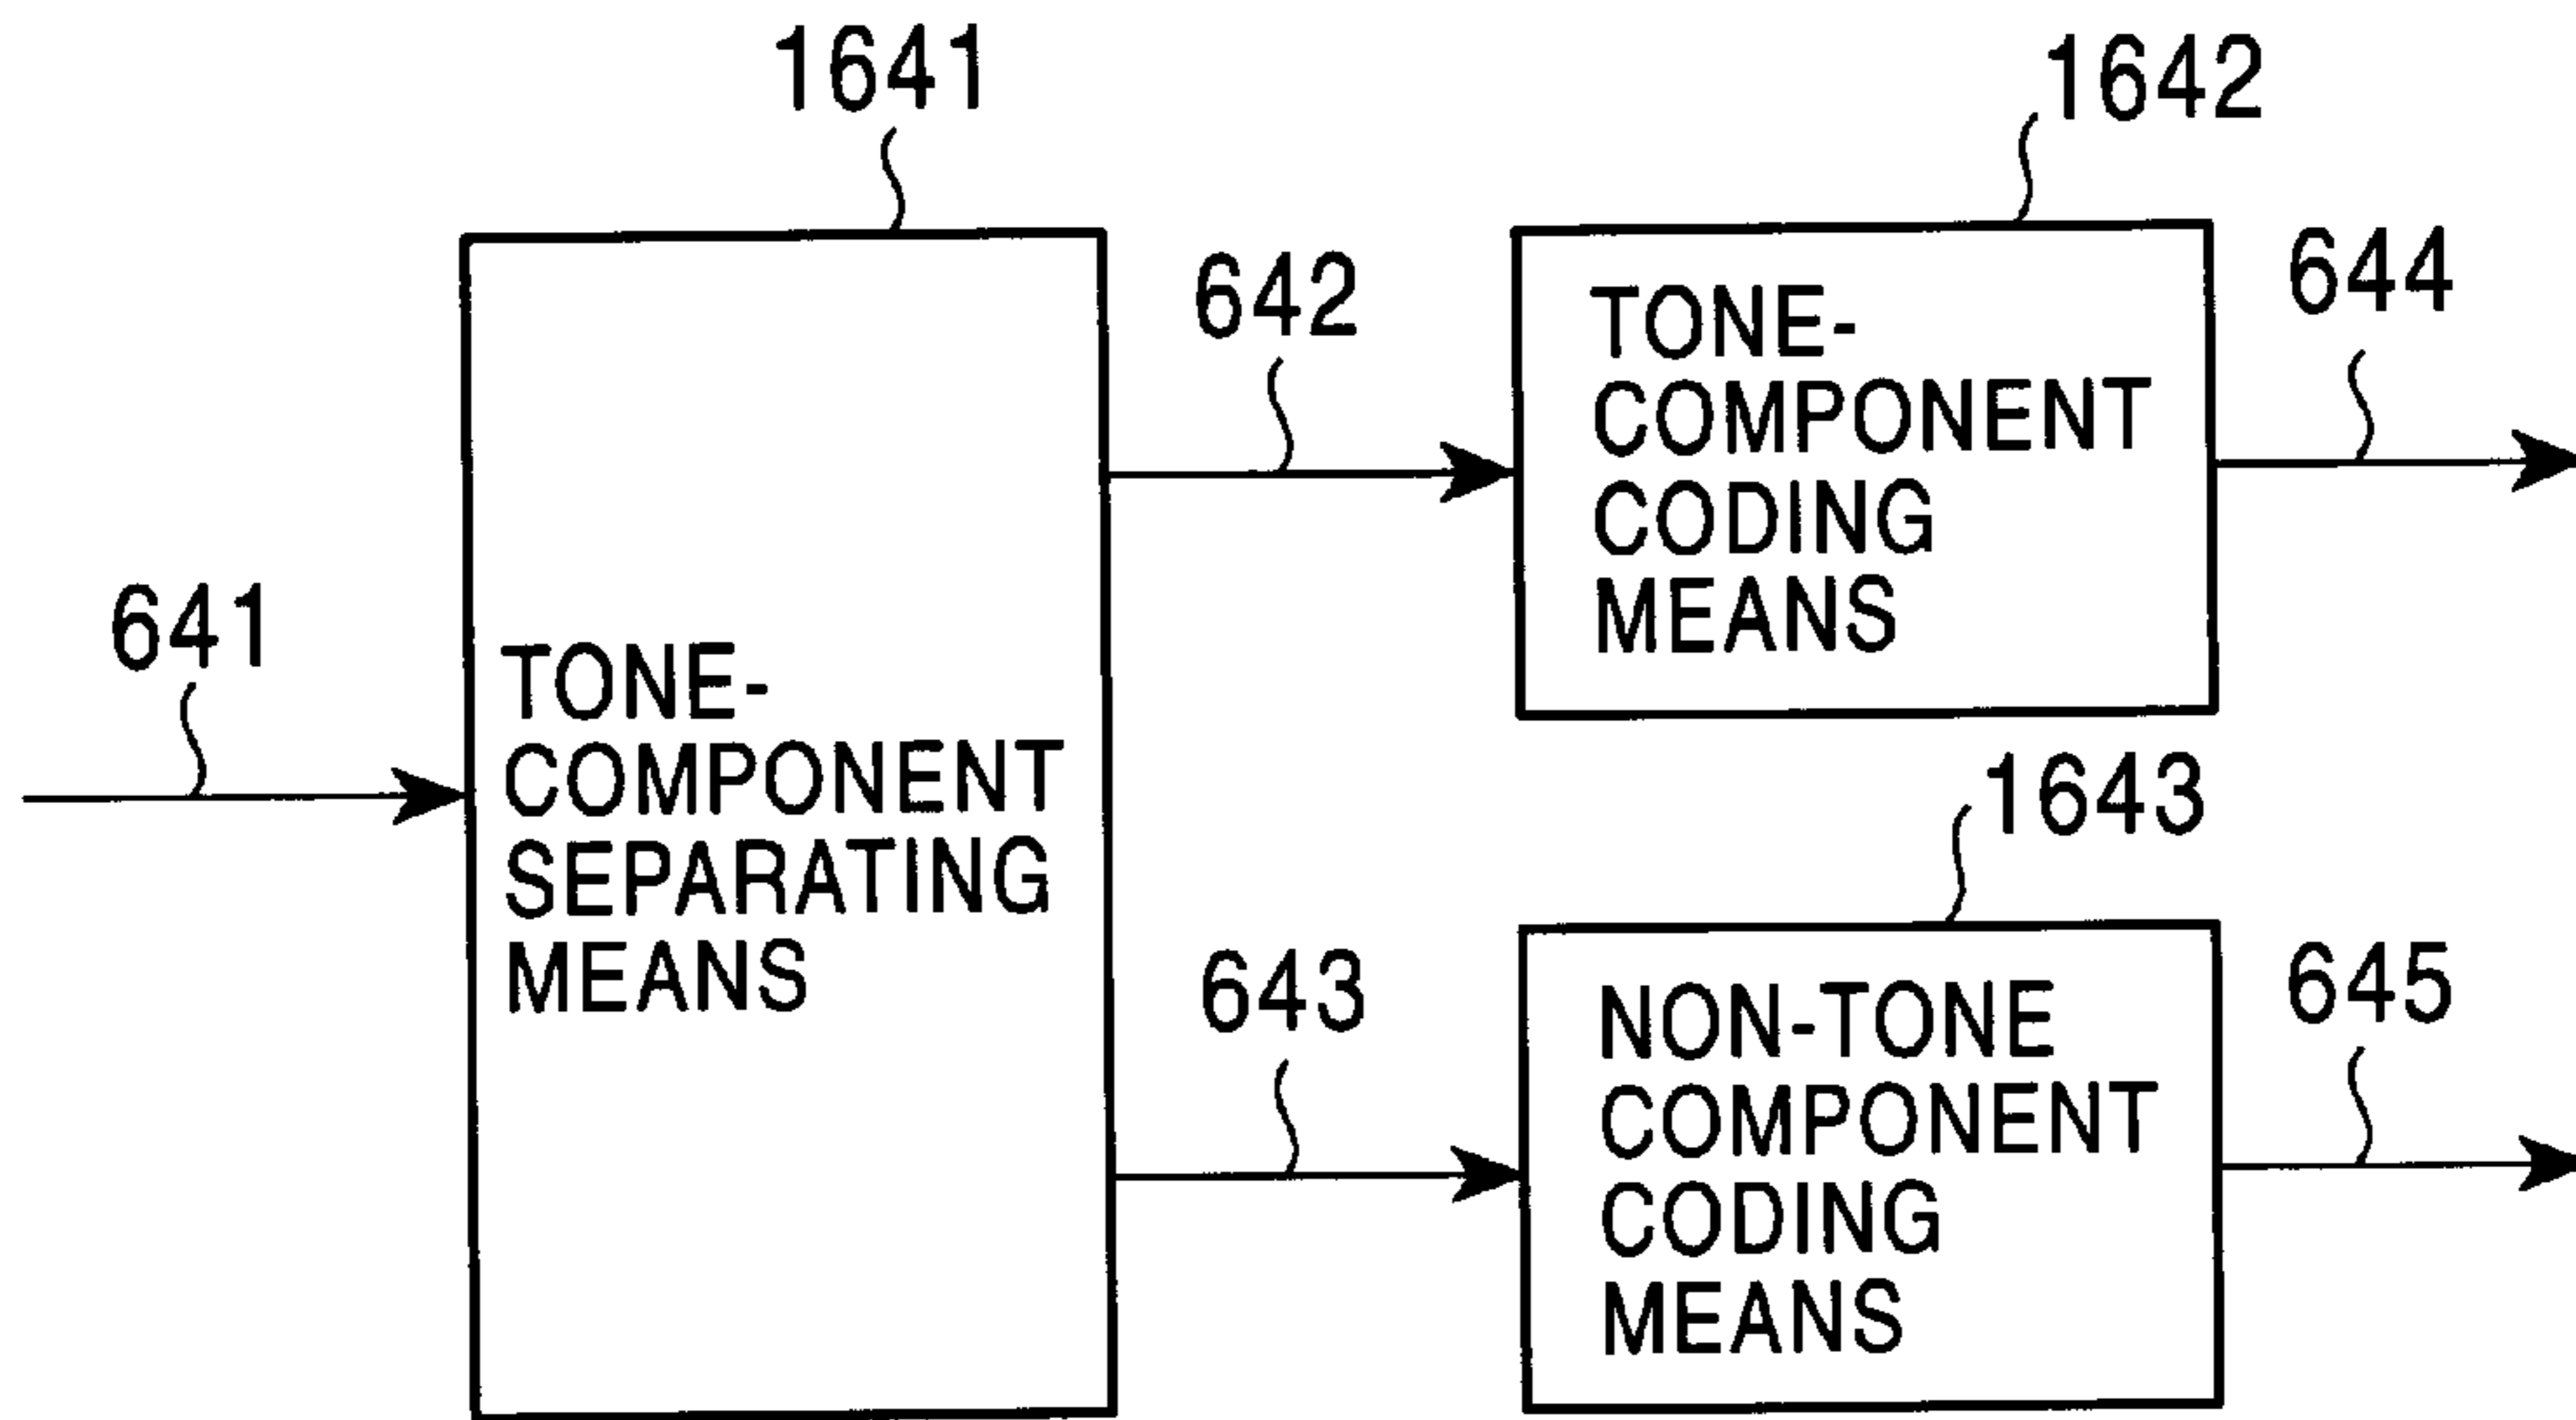 1641
1642
642
644
TONE-
COMPONENT
CODING
MEANS
641
TONE-
COMPONENT
SEPARATING
MEANS
1643
643
645
NON-TONE
COMPONENT
CODING
MEANS